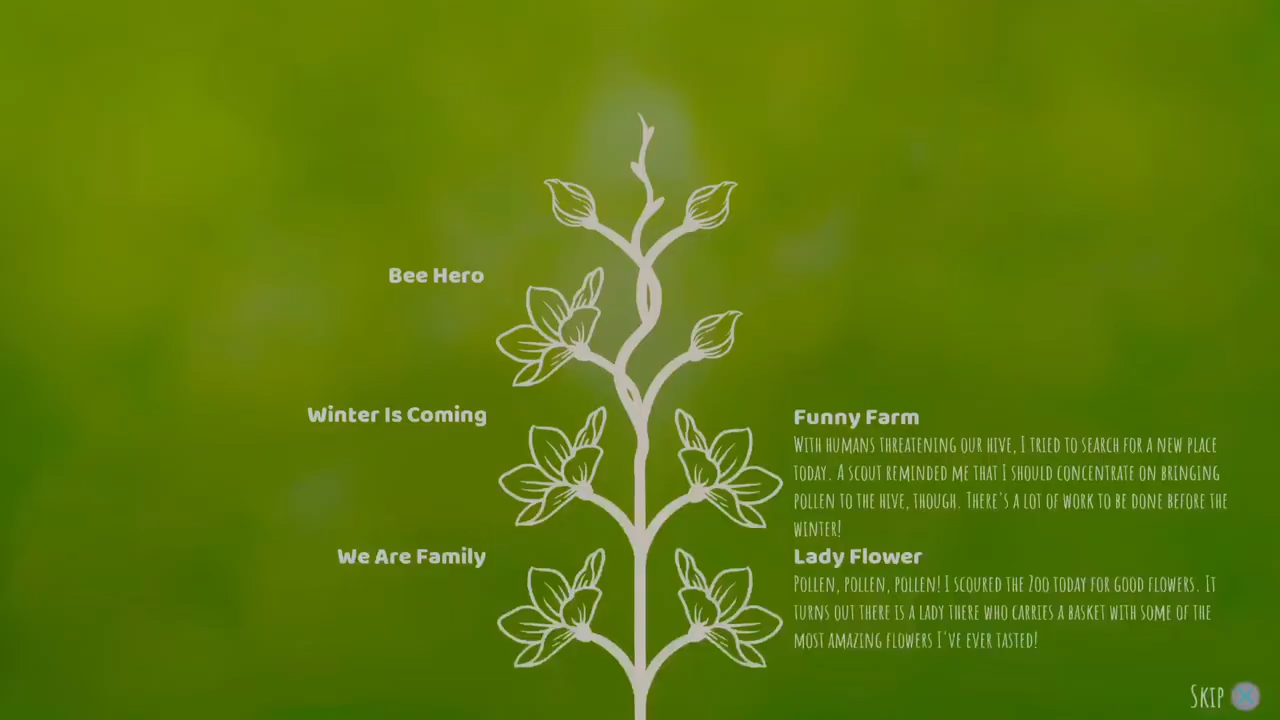 Bee Hero
Winter Is Coming
Funny Farm
With humans threatening our hive, I tried to search for a new place
today. A scout reminded me that I should concentrate on bringing
pollen to the hive, though. There's a lot of work to be done before the
winter!
We Are Family
Lady Flower
Pollen, pollen, pollen! I scoured the Zoo today for good flowers. It
turns out there is a lady there who carries a basket with some of the
most amazing flowers I've ever tasted!
Skip